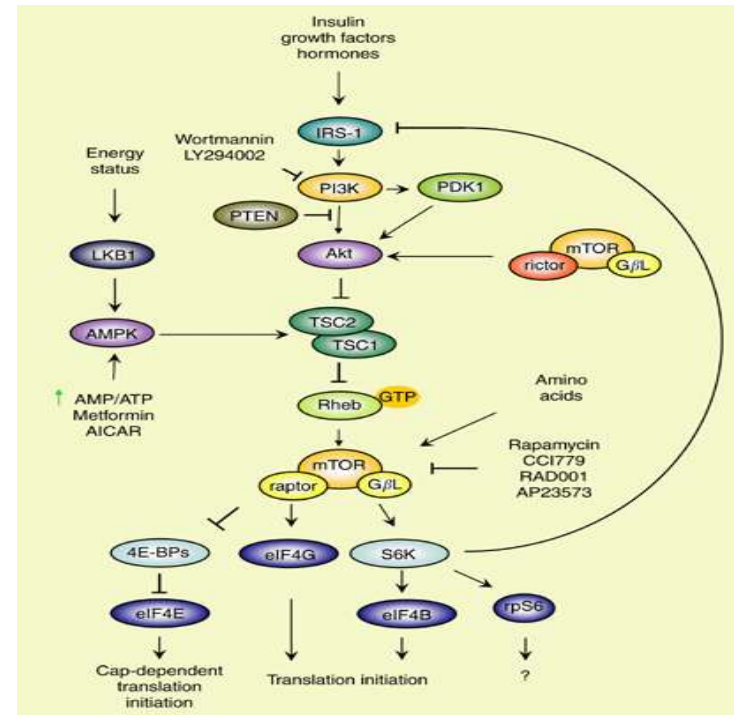 Insulin
growth factors
hormones
IRS-1
Wortmannin
LY294002
Energy
status
PI3K
PDK1
PTEN
LKB1
Akt
mTOR
rictor
GβL
TSC2
TSC1
AMPK
↑ AMP/ATP
Metformin
AICAR
Rheb
GTP
Amino
acids
mTOR
raptor
GβL
Rapamycin
CCI779
RAD001
AP23573
4E-BPs
eIF4G
S6K
eIF4E
eIF4B
rpS6
Cap-dependent
translation
initiation
Translation initiation
?